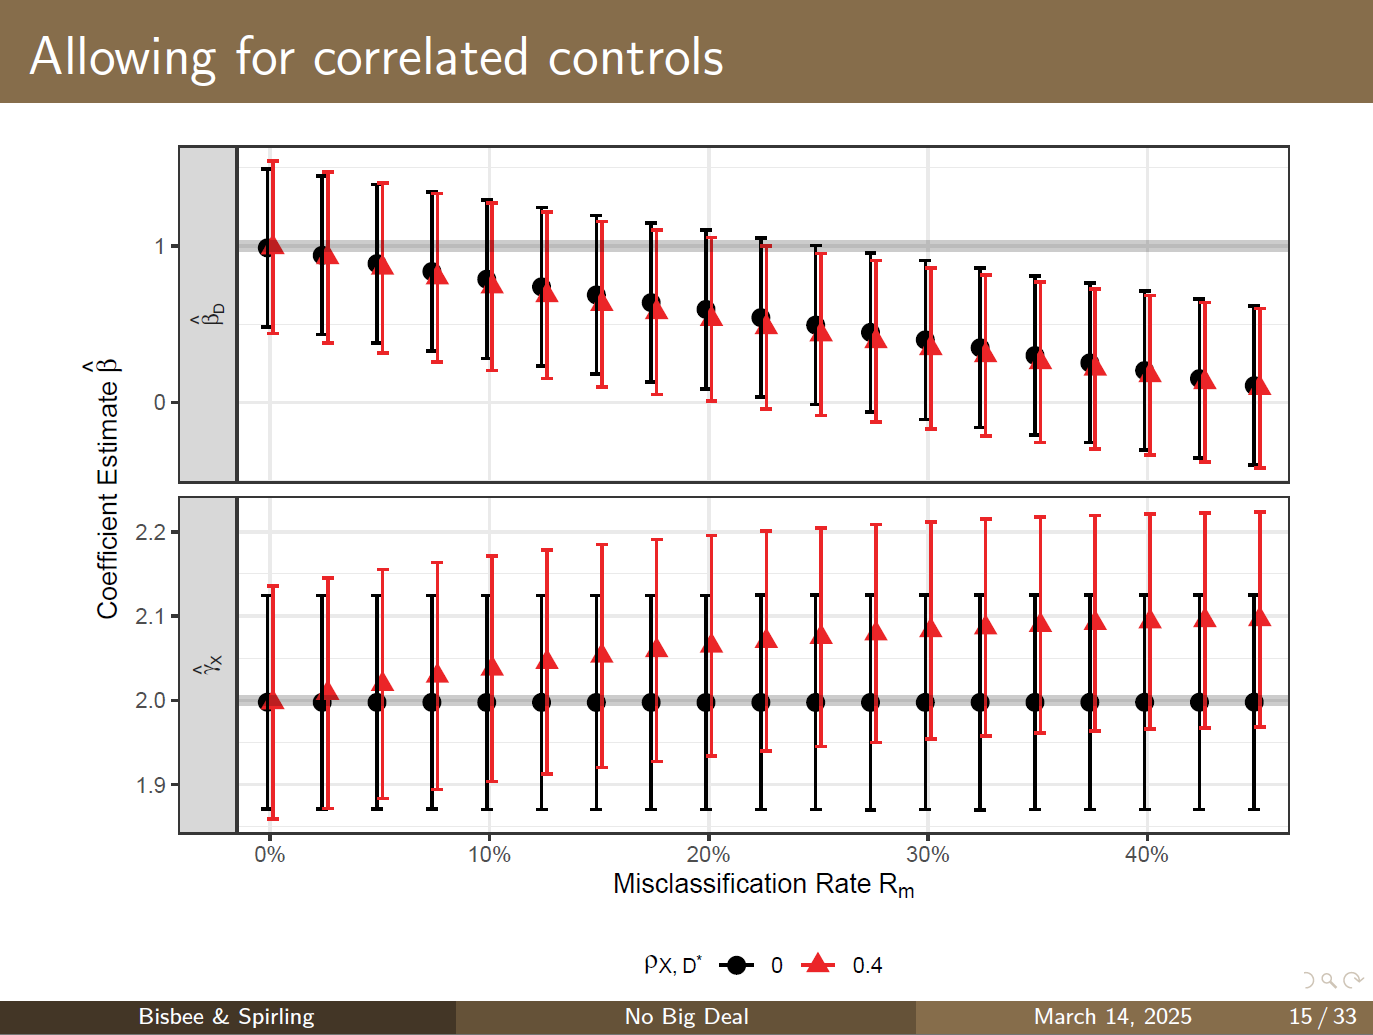 Allowing for correlated controls
Coefficient Estimate β̂
β̂D
1
0
γ̂X
2.2
2.1
2.0
1.9
0% 10% 20% 30% 40%
Misclassification Rate Rm
ρX, D* 0 0.4
Bisbee & Spirling No Big Deal March 14, 2025 15 / 33